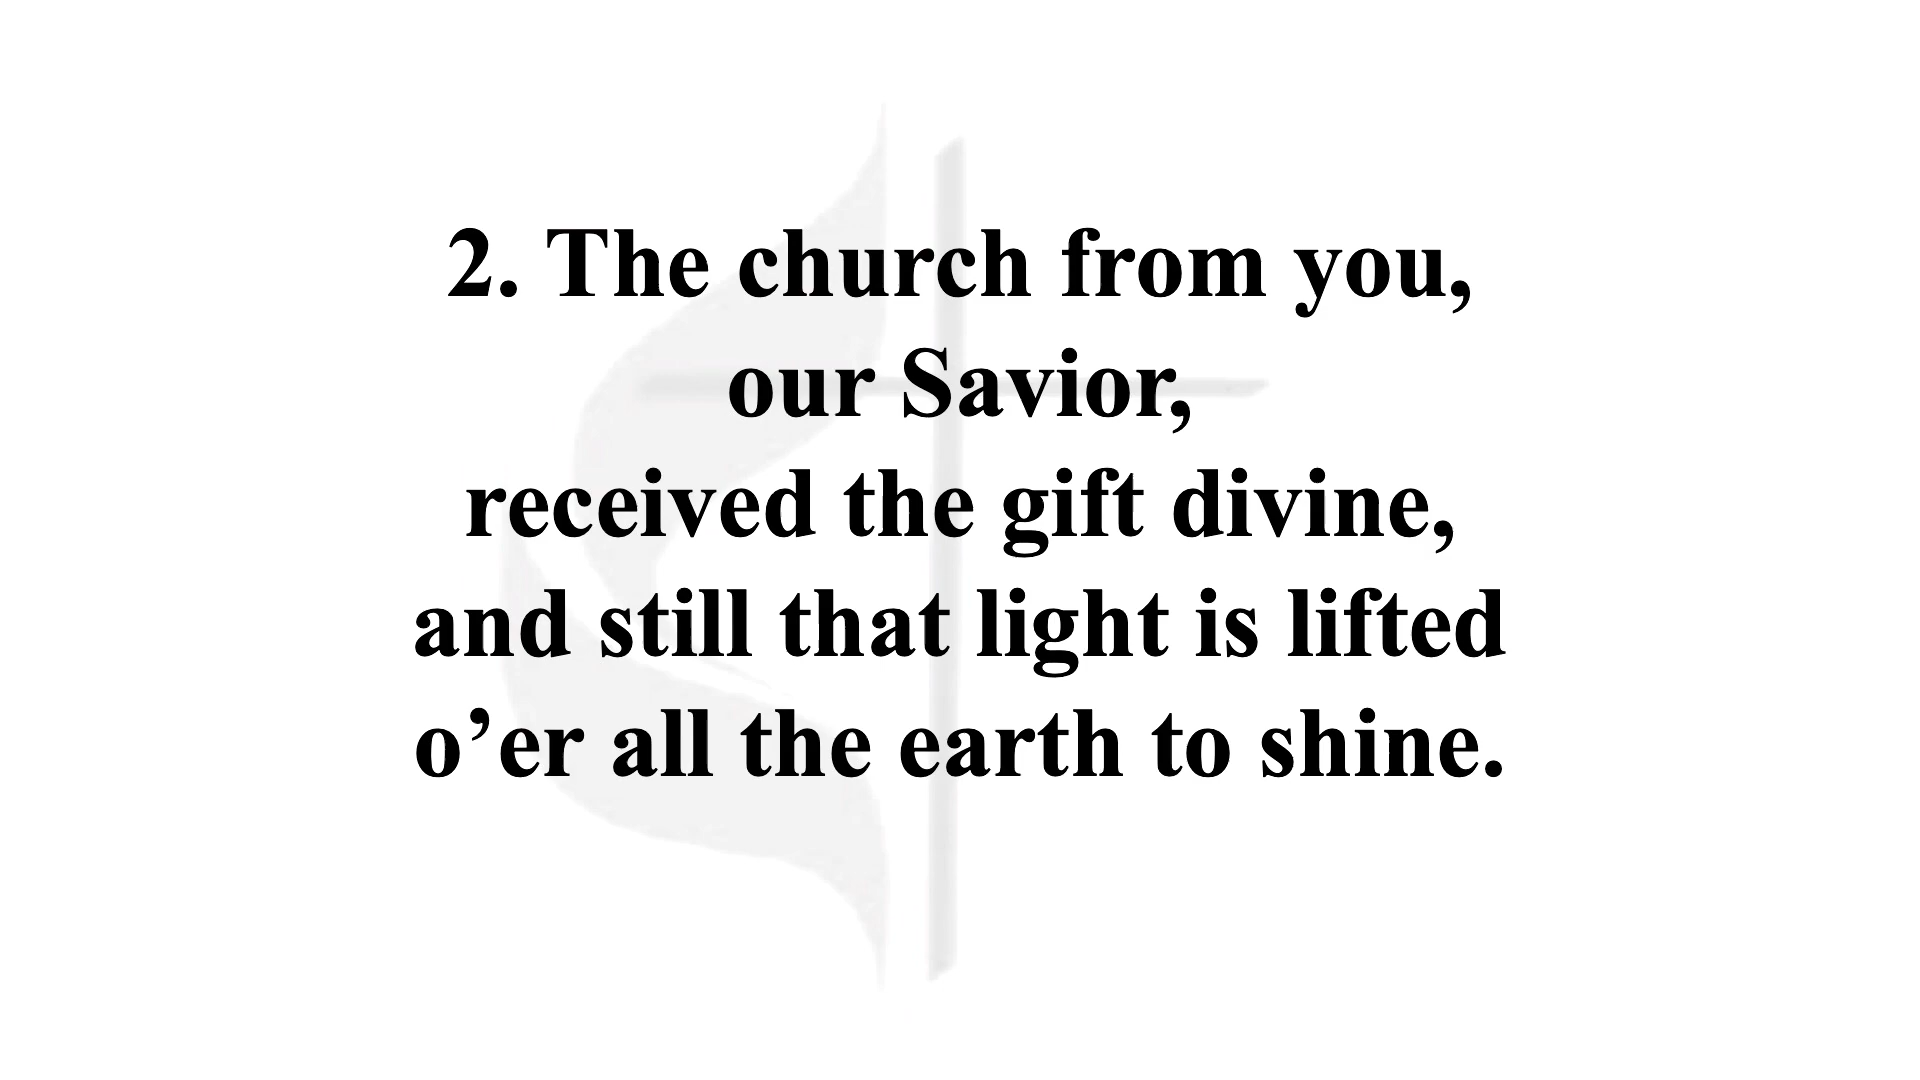 2. The church from you,
our Savior,
received the gift divine,
and still that light is lifted
o’er all the earth to shine.